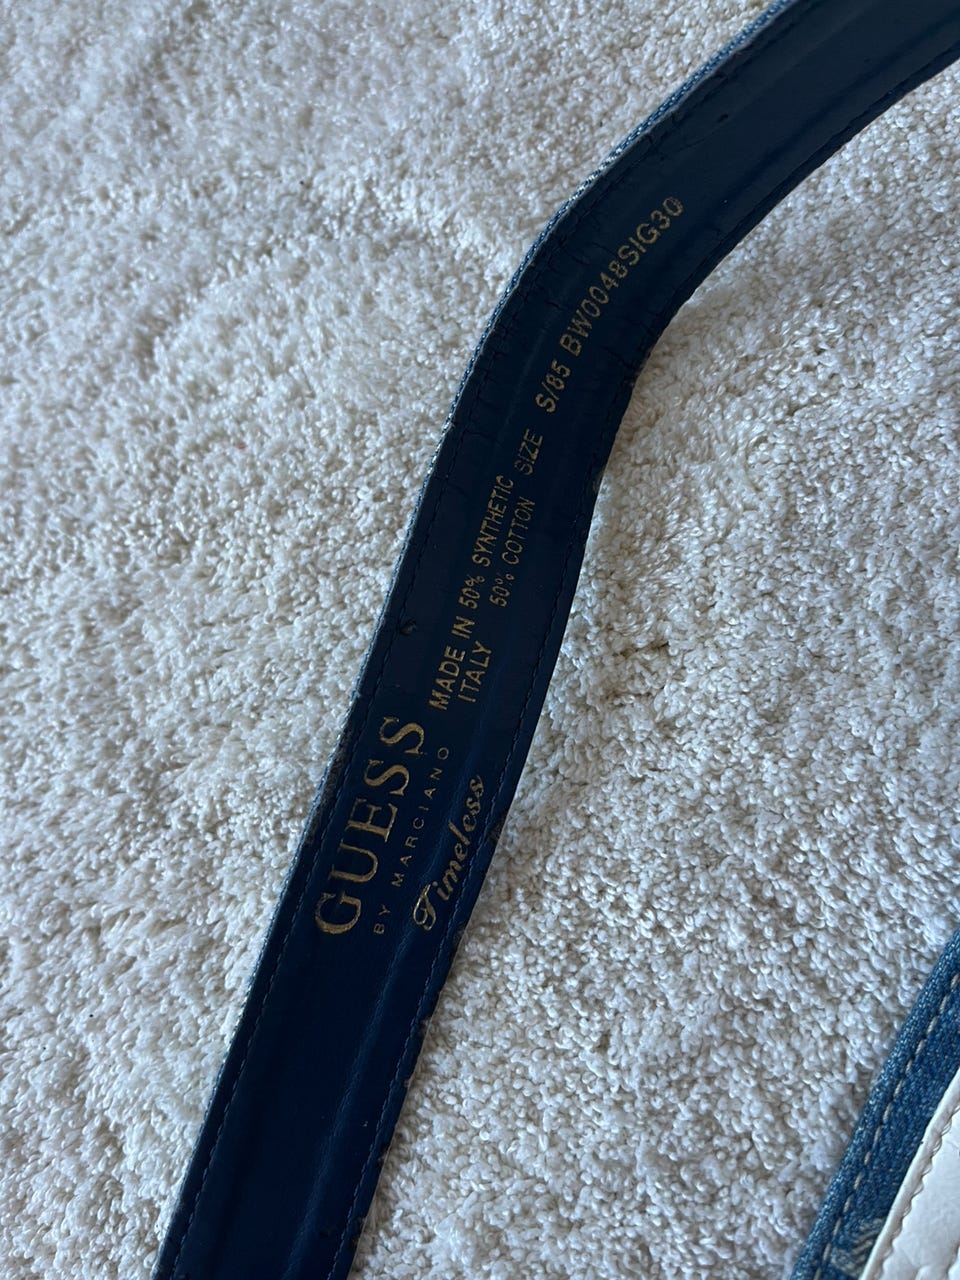 GUESS
BY MARCIANO
Timeless
MADE IN
ITALY
50% SYNTHETIC
50% COTTON
SIZE S/85 BW0048SIG30